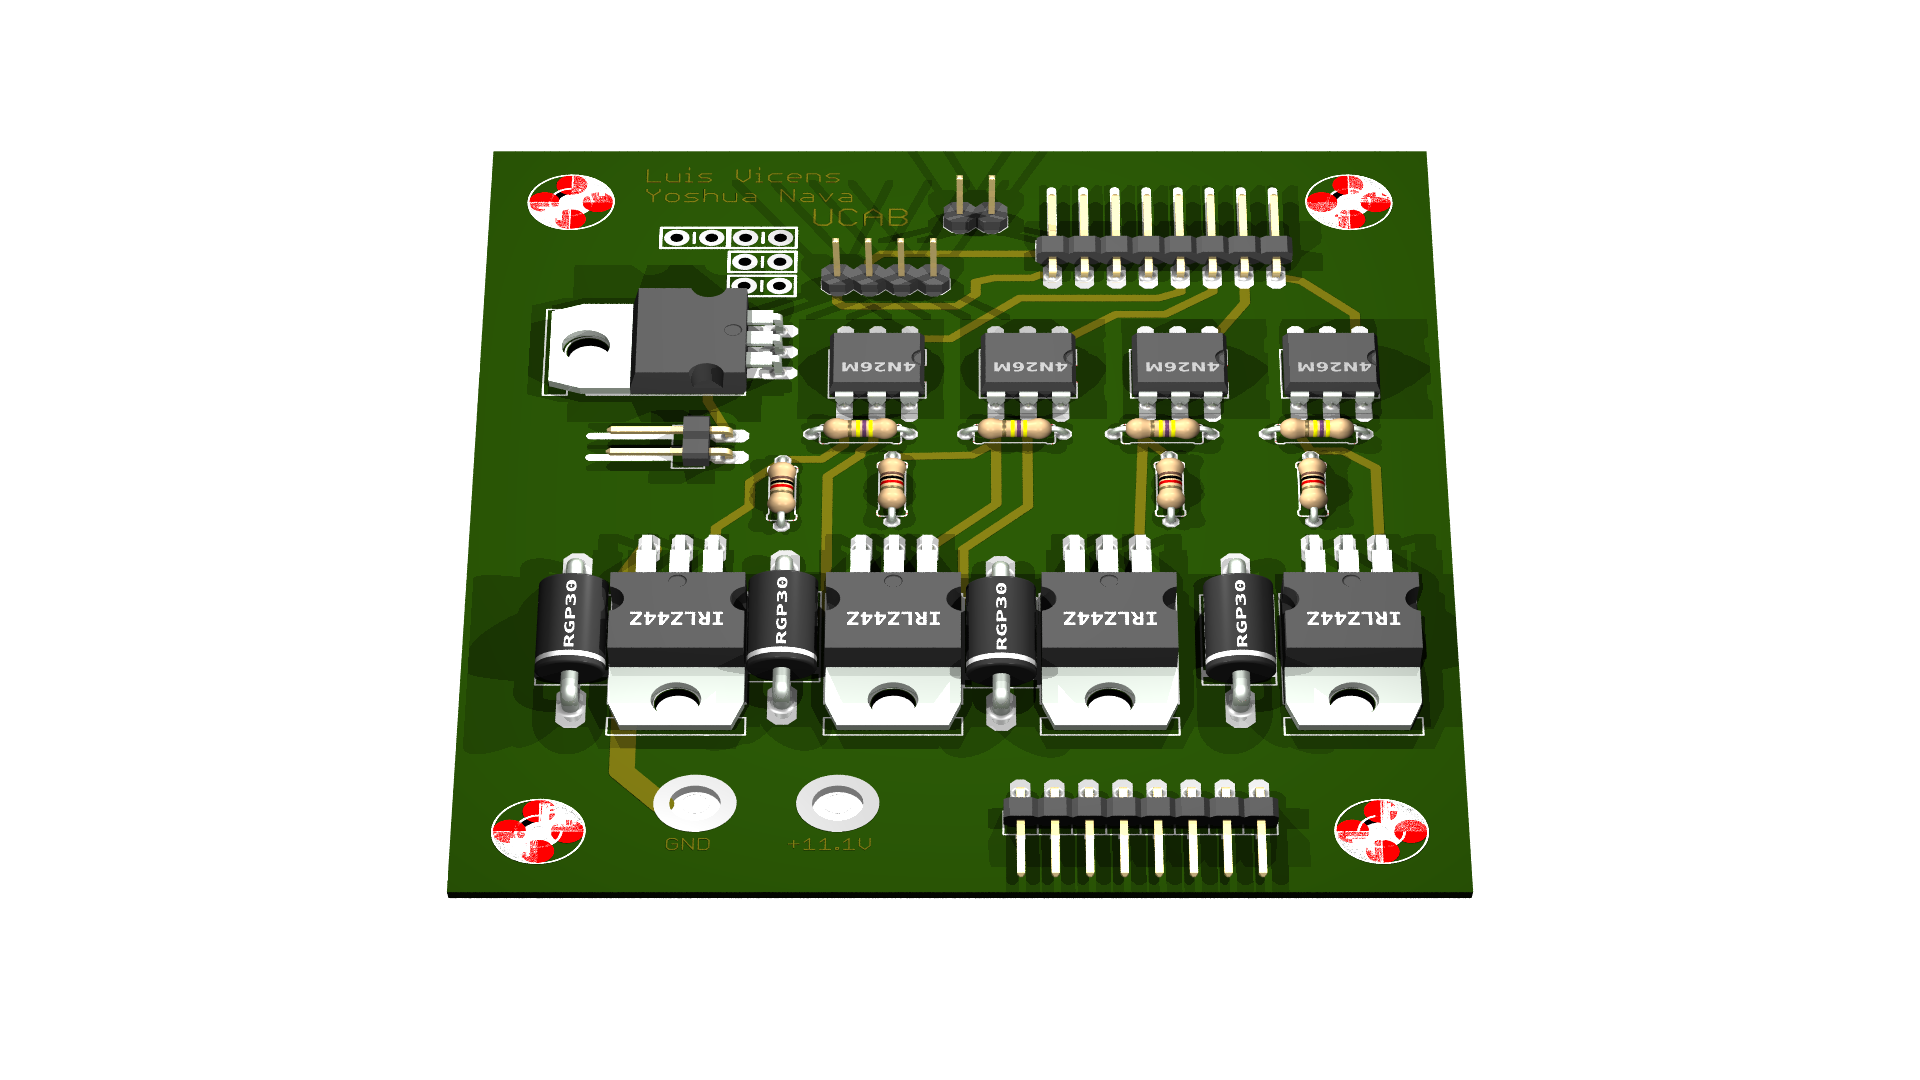 Luis Vicens
Yoshua Nava
UCAB
4N26M
4N26M
4N26M
4N26M
RGP30
IRLZ44Z
RGP30
IRLZ44Z
RGP30
IRLZ44Z
RGP30
IRLZ44Z
GND
+11.1V